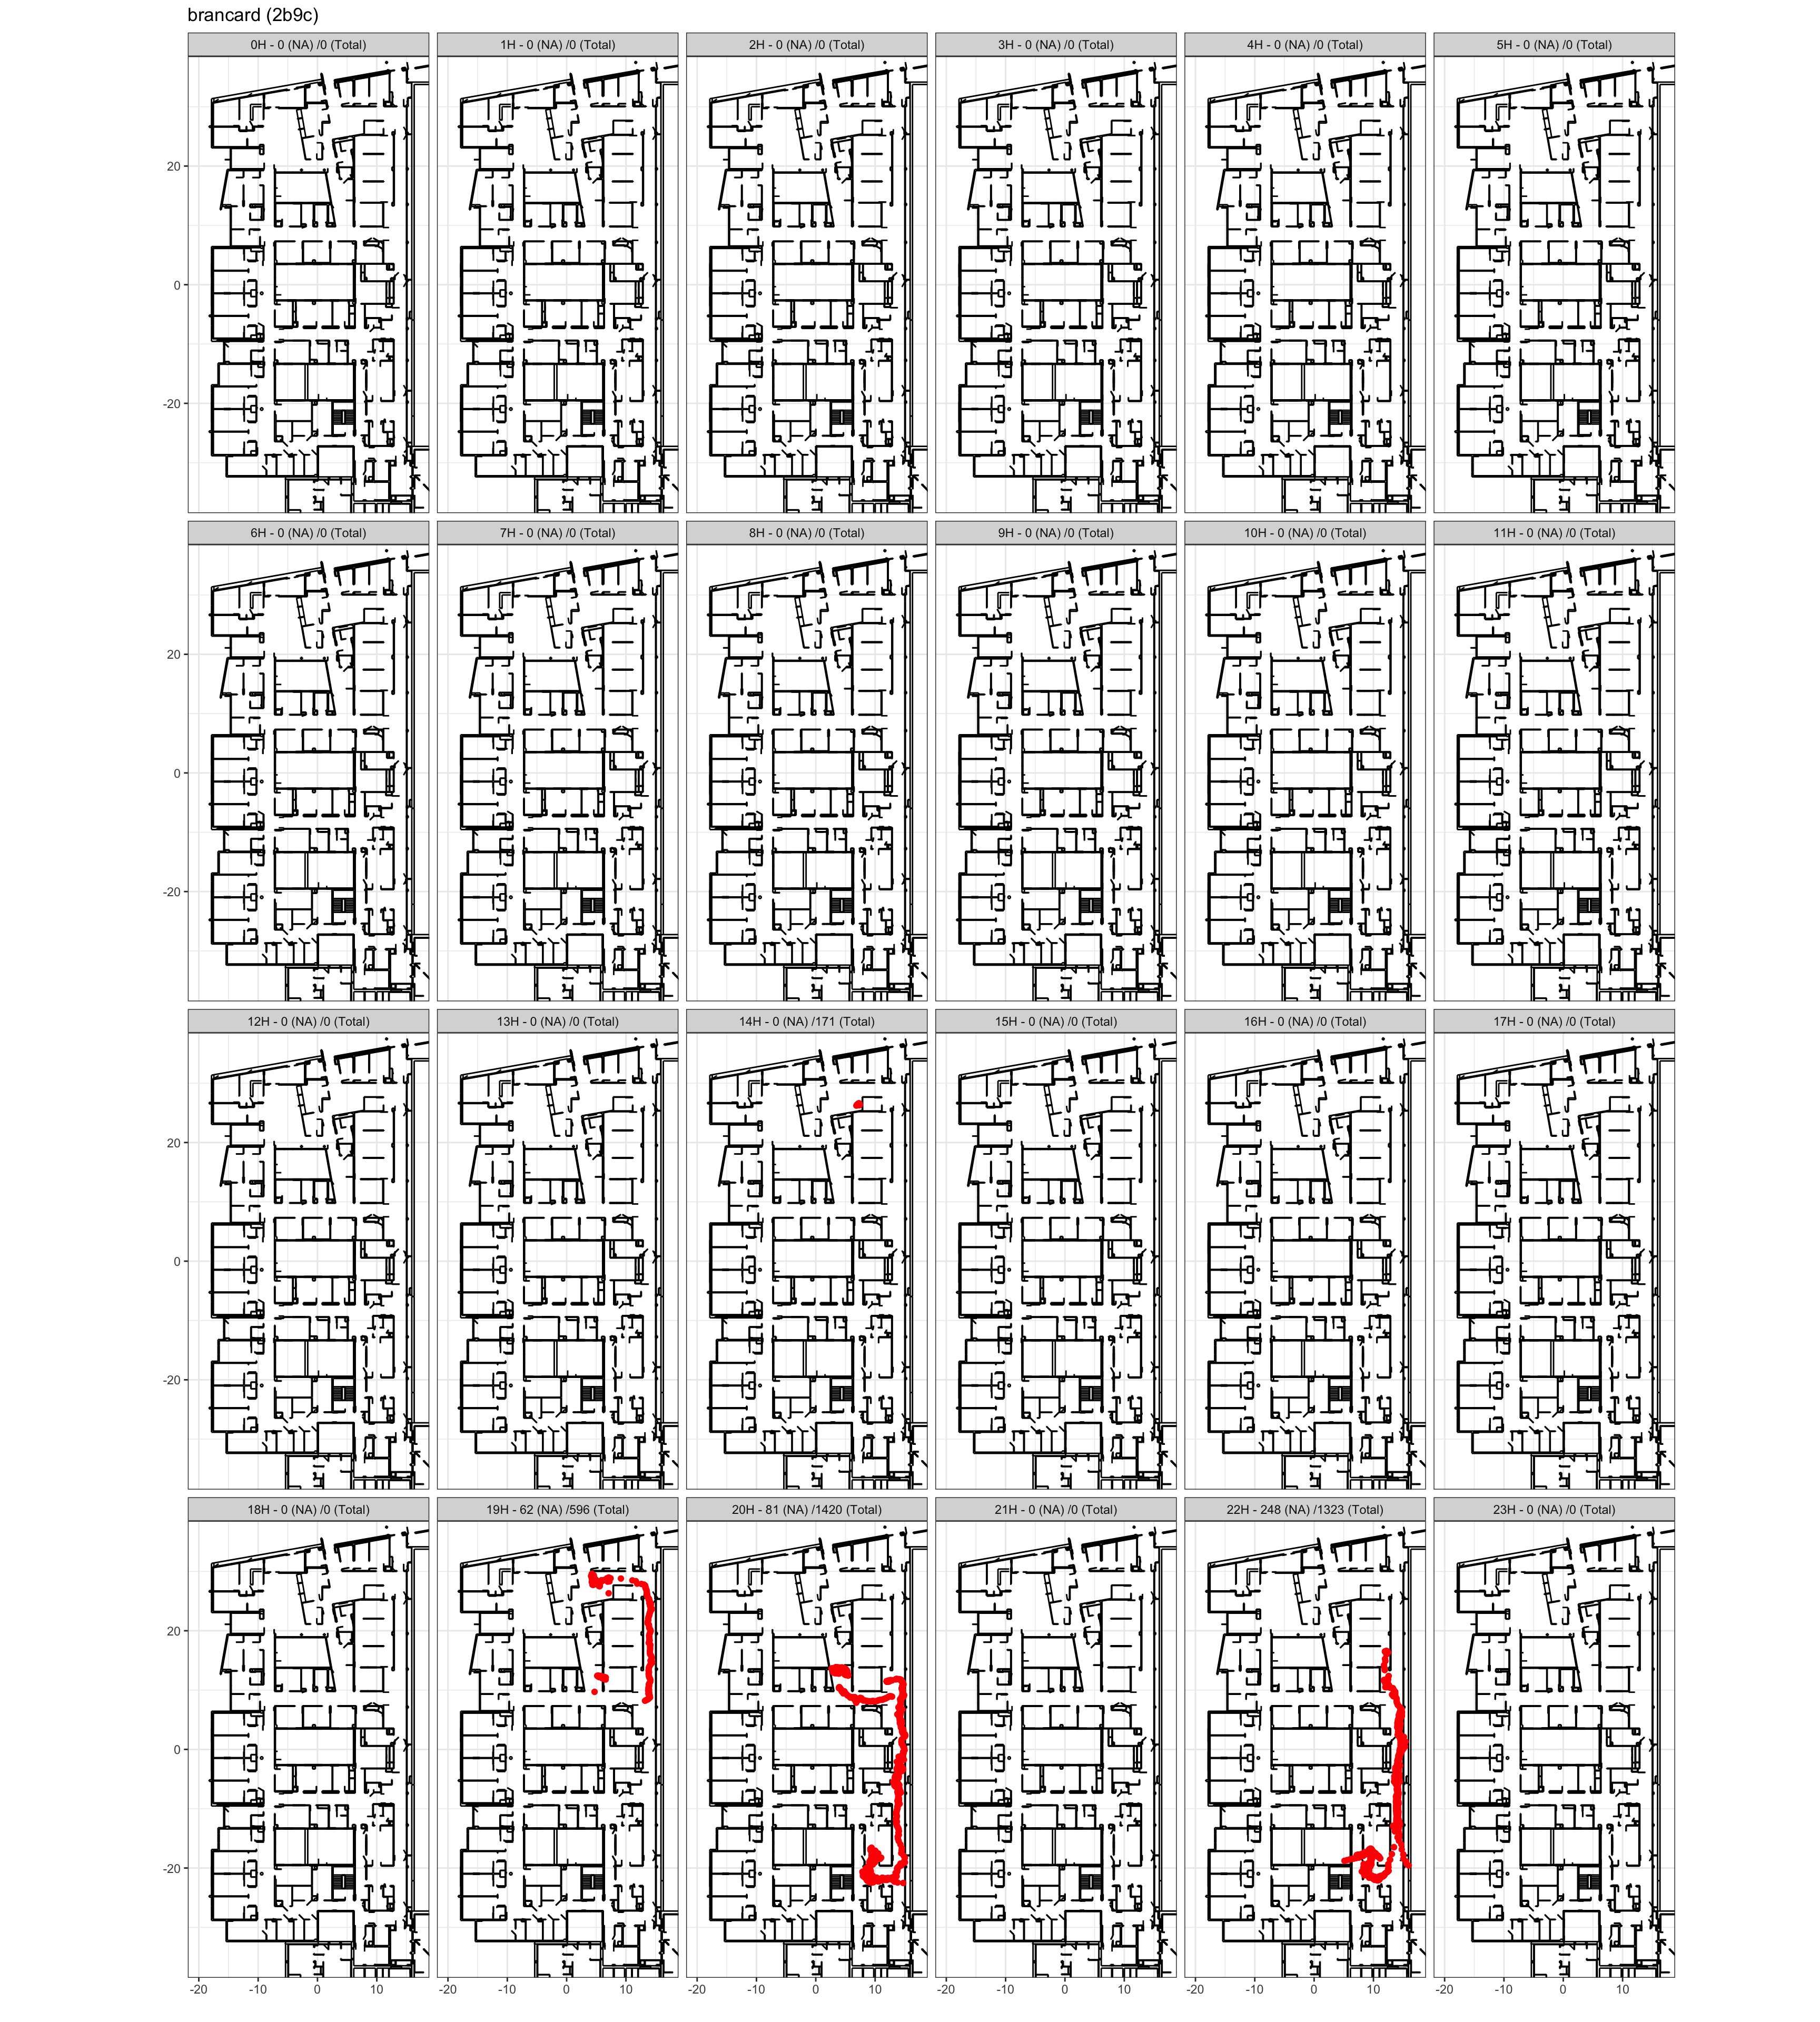 brancard (2b9c)
0H - 0 (NA) /0 (Total) 1H - 0 (NA) /0 (Total) 2H - 0 (NA) /0 (Total) 3H - 0 (NA) /0 (Total) 4H - 0 (NA) /0 (Total) 5H - 0 (NA) /0 (Total)
20
0
-20
6H - 0 (NA) /0 (Total) 7H - 0 (NA) /0 (Total) 8H - 0 (NA) /0 (Total) 9H - 0 (NA) /0 (Total) 10H - 0 (NA) /0 (Total) 11H - 0 (NA) /0 (Total)
20
0
-20
12H - 0 (NA) /0 (Total) 13H - 0 (NA) /0 (Total) 14H - 0 (NA) /171 (Total) 15H - 0 (NA) /0 (Total) 16H - 0 (NA) /0 (Total) 17H - 0 (NA) /0 (Total)
20
0
-20
18H - 0 (NA) /0 (Total) 19H - 62 (NA) /596 (Total) 20H - 81 (NA) /1420 (Total) 21H - 0 (NA) /0 (Total) 22H - 248 (NA) /1323 (Total) 23H - 0 (NA) /0 (Total)
20
0
-20
-20 -10 0 10 -20 -10 0 10 -20 -10 0 10 -20 -10 0 10 -20 -10 0 10 -20 -10 0 10